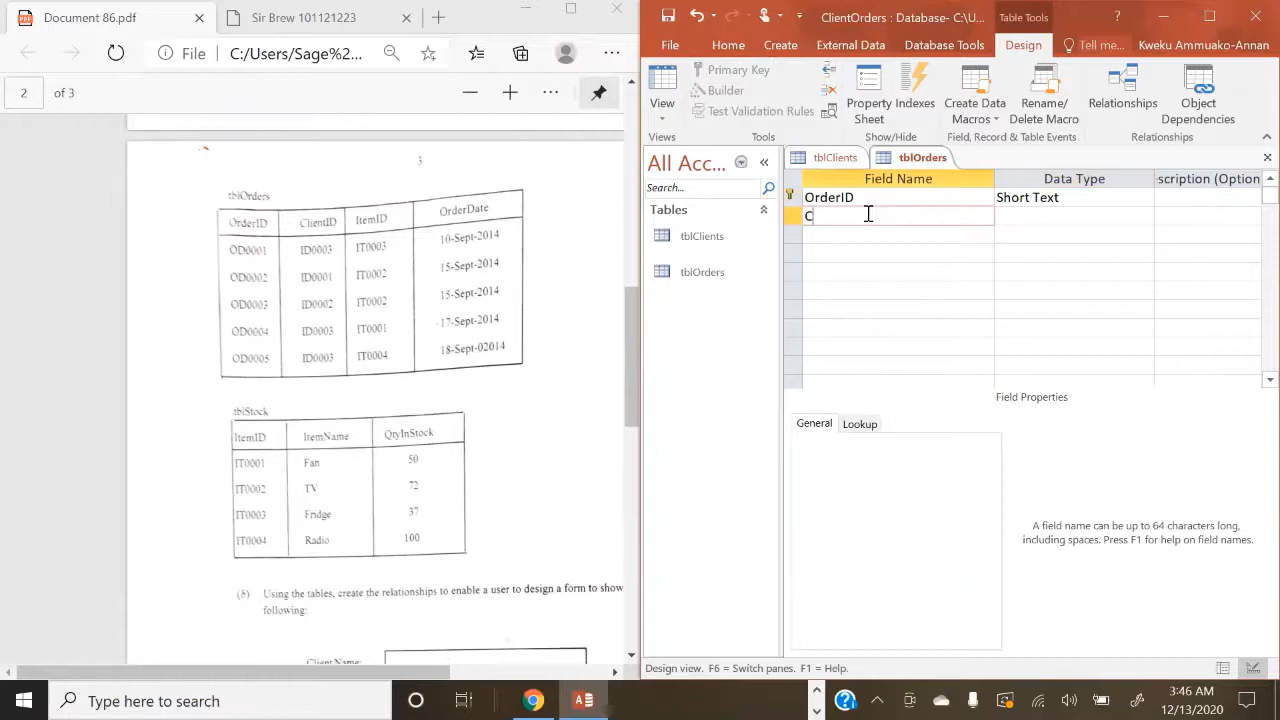 Document 86.pdf
Sir Brew 101121223
File
C:/Users/Sage%2...
2
of 3
3
tblOrders
OrderID ClientID ItemID OrderDate
OD0001 ID0003 IT0003 10-Sept-2014
OD0002 ID0001 IT0002 15-Sept-2014
OD0003 ID0002 IT0002 15-Sept-2014
OD0004 ID0003 IT0001 17-Sept-2014
OD0005 ID0003 IT0004 18-Sept-02014
tblStock
ItemID ItemName QtyInStock
IT0001 Fan 50
IT0002 TV 72
IT0003 Fridge 37
IT0004 Radio 100
(b) Using the tables, create the relationships to enable a user to design a form to show
following:
Client Name:
ClientOrders : Database- C:\U...
Table Tools
File Home Create External Data Database Tools Design Tell me... Kweku Ammuako-Annan
View
Views
Primary Key
Builder
Test Validation Rules
Tools
Property Sheet
Indexes
Show/Hide
Create Data Macros
Rename/ Delete Macro
Field, Record & Table Events
Relationships
Object Dependencies
Relationships
All Acc...
Search...
Tables
tblClients
tblOrders
tblClients
tblOrders
Field Name Data Type scription (Option
OrderID Short Text
C
Field Properties
General Lookup
A field name can be up to 64 characters long,
including spaces. Press F1 for help on field names.
Design view. F6 = Switch panes. F1 = Help.
Type here to search
3:46 AM
12/13/2020